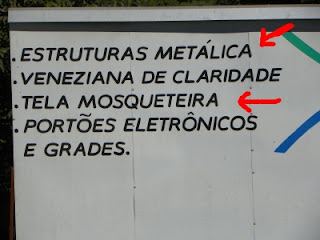 . ESTRUTURAS METÁLICA
. VENEZIANA DE CLARIDADE
. TELA MOSQUETEIRA
. PORTÕES ELETRÔNICOS
E GRADES.